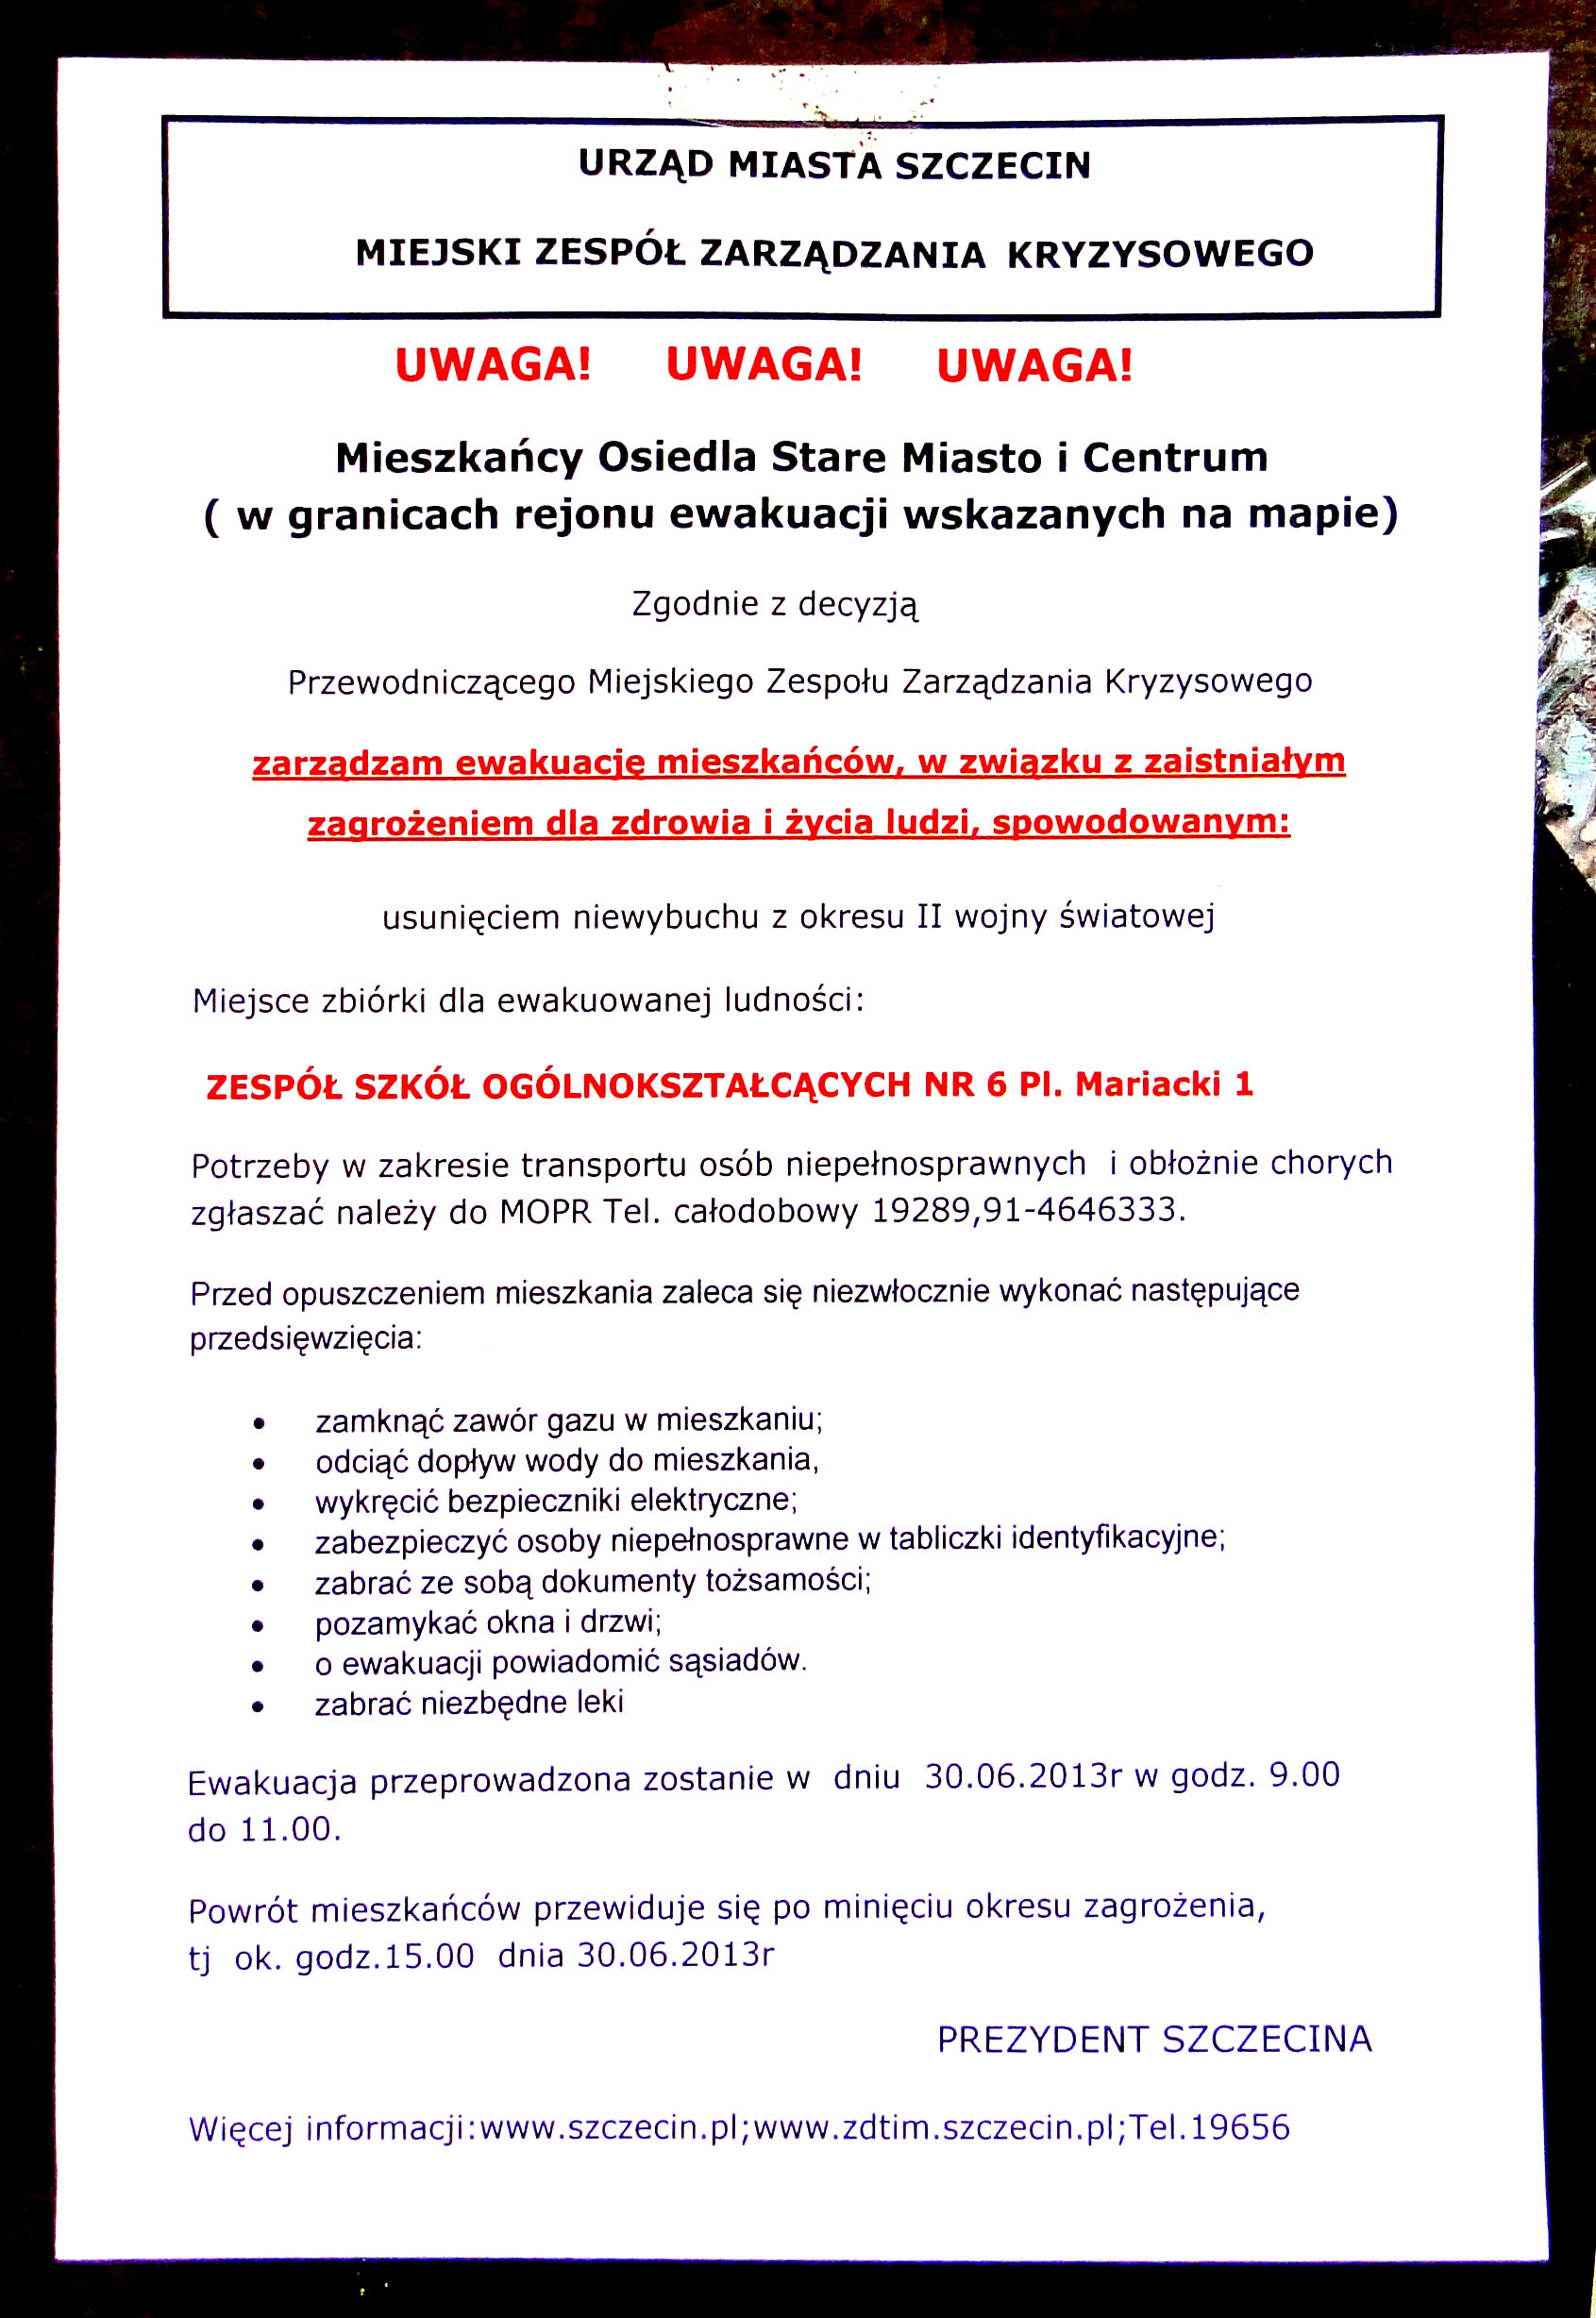 URZĄD MIASTA SZCZECIN
MIEJSKI ZESPÓŁ ZARZĄDZANIA KRYZYSOWEGO
UWAGA! UWAGA! UWAGA!
Mieszkańcy Osiedla Stare Miasto i Centrum
( w granicach rejonu ewakuacji wskazanych na mapie)
Zgodnie z decyzją
Przewodniczącego Miejskiego Zespołu Zarządzania Kryzysowego
zarządzam ewakuację mieszkańców, w związku z zaistniałym
zagrożeniem dla zdrowia i życia ludzi, spowodowanym:
usunięciem niewybuchu z okresu II wojny światowej
Miejsce zbiórki dla ewakuowanej ludności:
ZESPÓŁ SZKÓŁ OGÓLNOKSZTAŁCĄCYCH NR 6 Pl. Mariacki 1
Potrzeby w zakresie transportu osób niepełnosprawnych i obłożnie chorych
zgłaszać należy do MOPR Tel. całodobowy 19289,91-4646333.
Przed opuszczeniem mieszkania zaleca się niezwłocznie wykonać następujące
przedsięwzięcia:
• zamknąć zawór gazu w mieszkaniu;
• odciąć dopływ wody do mieszkania,
• wykręcić bezpieczniki elektryczne;
• zabezpieczyć osoby niepełnosprawne w tabliczki identyfikacyjne;
• zabrać ze sobą dokumenty tożsamości;
• pozamykać okna i drzwi;
• o ewakuacji powiadomić sąsiadów.
• zabrać niezbędne leki
Ewakuacja przeprowadzona zostanie w dniu 30.06.2013r w godz. 9.00
do 11.00.
Powrót mieszkańców przewiduje się po minięciu okresu zagrożenia,
tj ok. godz.15.00 dnia 30.06.2013r
PREZYDENT SZCZECINA
Więcej informacji:www.szczecin.pl;www.zdtim.szczecin.pl;Tel.19656